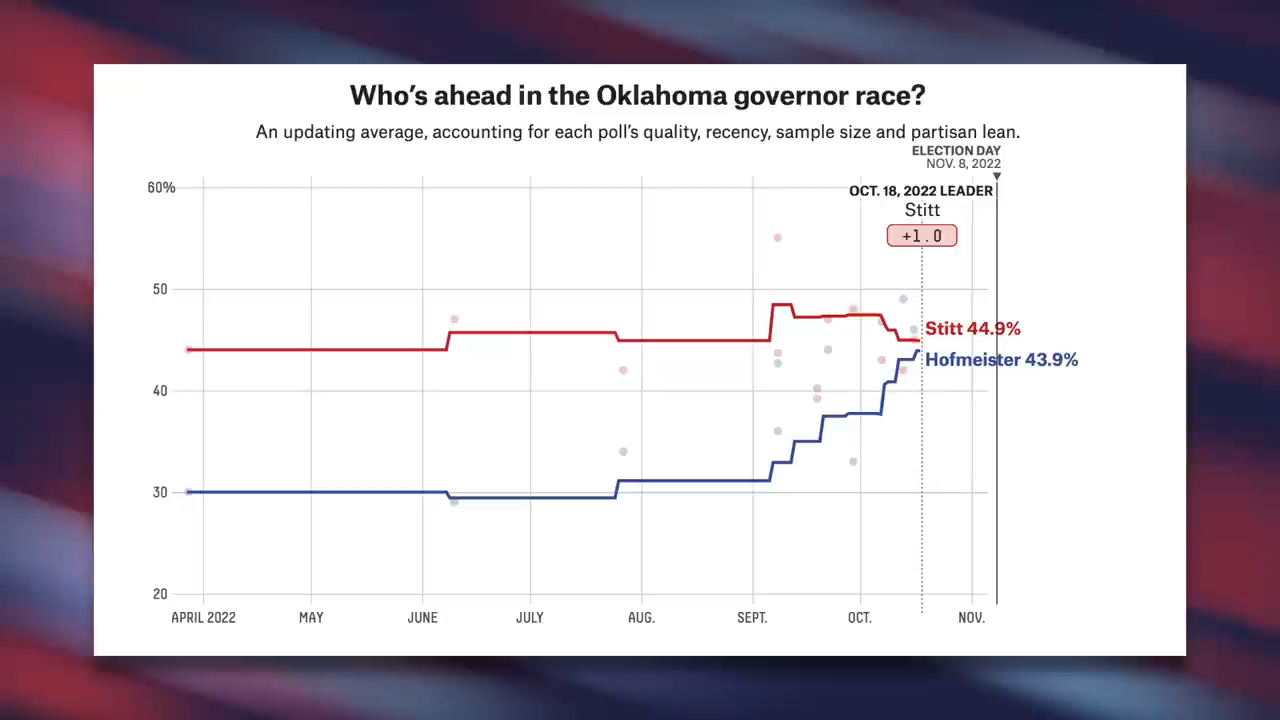 Who's ahead in the Oklahoma governor race?
An updating average, accounting for each poll's quality, recency, sample size and partisan lean.
ELECTION DAY
NOV. 8, 2022
60%
OCT. 18, 2022 LEADER
Stitt
+1.0
50
Stitt 44.9%
Hofmeister 43.9%
40
30
20
APRIL 2022 MAY JUNE JULY AUG. SEPT. OCT. NOV.